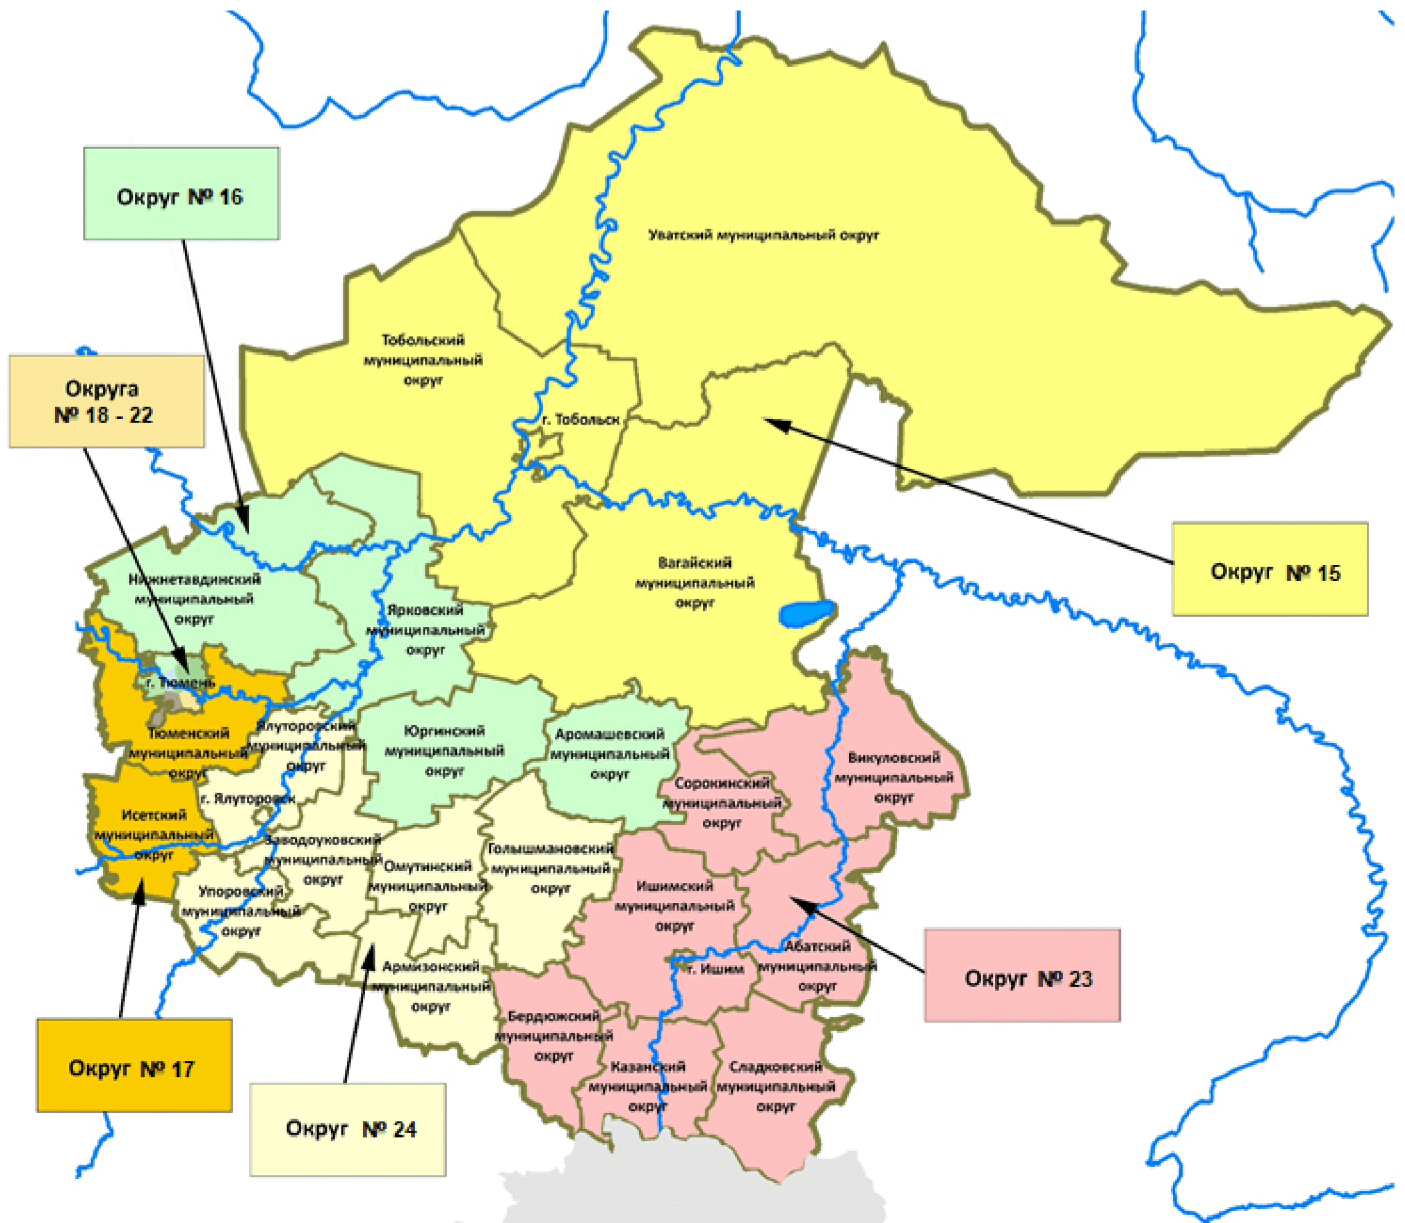 Округ № 16
Уватский муниципальный округ
Тобольский
муниципальный
округ
Округа
№ 18 - 22
г. Тобольск
Округ № 15
Вагайский
муниципальный
округ
Нижнетавдинский
муниципальный
округ
Ярковский
муниципальный
округ
г. Тюмень
Тюменский
муниципальный
округ
Ялуторовский
муниципальный
округ
Юргинский
муниципальный
округ
Аромашевский
муниципальный
округ
Викуловский
муниципальный
округ
Сорокинский
муниципальный
округ
г. Ялуторовск
Исетский
муниципальный
округ
Заводоуковский
муниципальный
округ
Омутинский
муниципальный
округ
Голышмановский
муниципальный
округ
Упоровский
муниципальный
округ
Ишимский
муниципальный
округ
Абатский
муниципальный
округ
г. Ишим
Армизонский
муниципальный
округ
Округ № 23
Бердюжский
муниципальный
округ
Казанский
муниципальный
округ
Сладковский
муниципальный
округ
Округ № 17
Округ № 24